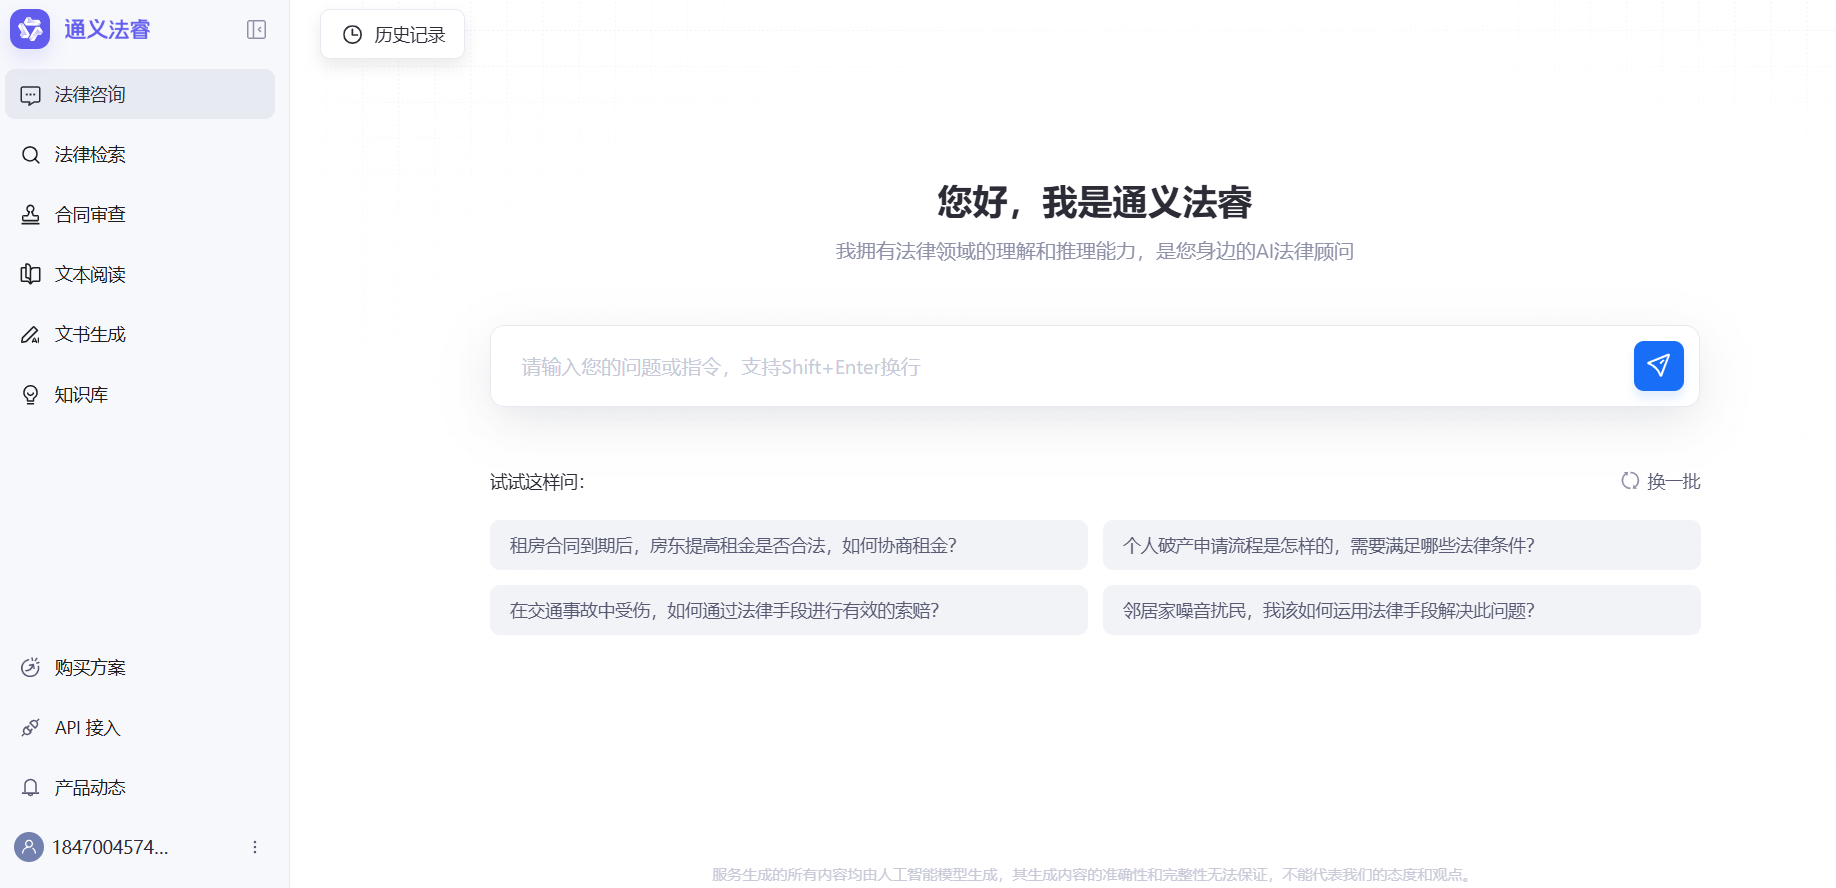 通义法睿
法律咨询
法律检索
合同审查
文本阅读
文书生成
知识库
购买方案
API 接入
产品动态
1847004574...
历史记录
您好，我是通义法睿
我拥有法律领域的理解和推理能力，是您身边的AI法律顾问
请输入您的问题或指令，支持Shift+Enter换行
试试这样问：
换一批
租房合同到期后，房东提高租金是否合法，如何协商租金？
个人破产申请流程是怎样的，需要满足哪些法律条件？
在交通事故中受伤，如何通过法律手段进行有效的索赔？
邻居家噪音扰民，我该如何运用法律手段解决此问题？
服务生成的所有内容均由人工智能模型生成，其生成内容的准确性和完整性无法保证，不能代表我们的态度和观点。